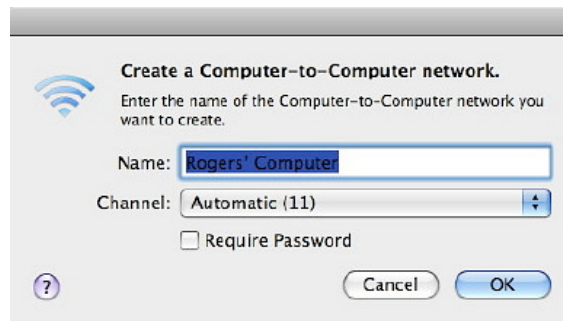 Create a Computer-to-Computer network.
Enter the name of the Computer-to-Computer network you
want to create.
Name: Rogers' Computer
Channel: Automatic (11)
Require Password
? Cancel OK